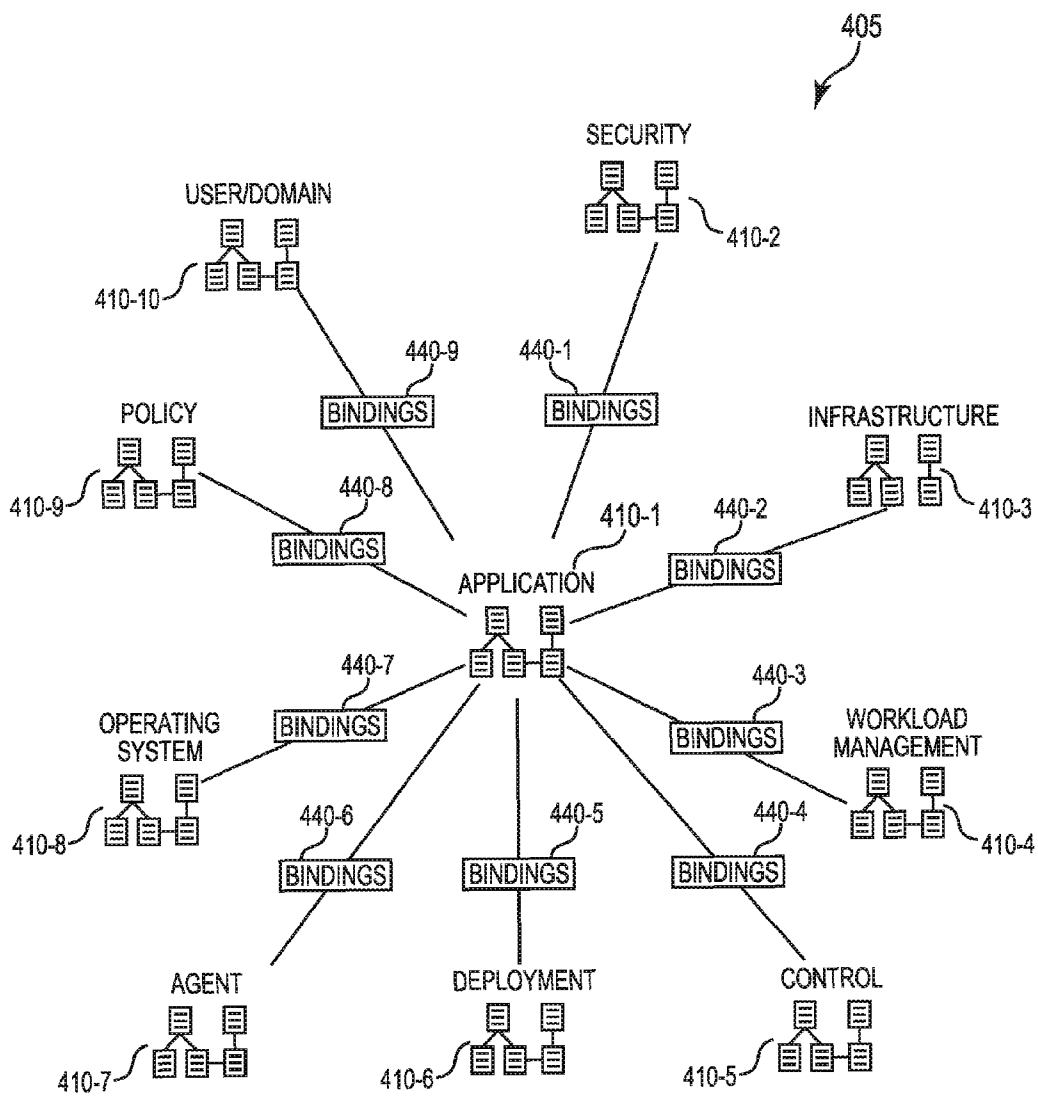 405
SECURITY
410-2
USER/DOMAIN
410-10
440-9
BINDINGS
440-1
BINDINGS
POLICY
410-9
INFRASTRUCTURE
410-3
440-8
BINDINGS
410-1
440-2
BINDINGS
APPLICATION
440-7
BINDINGS
440-3
BINDINGS
OPERATING
SYSTEM
410-8
WORKLOAD
MANAGEMENT
410-4
440-6
BINDINGS
440-5
BINDINGS
440-4
BINDINGS
AGENT
410-7
DEPLOYMENT
410-6
CONTROL
410-5